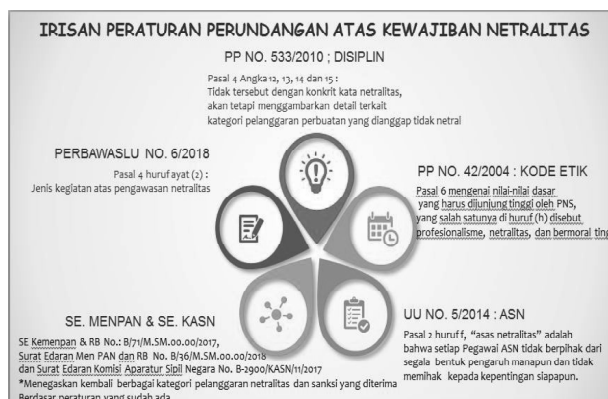 IRISAN PERATURAN PERUNDANGAN ATAS KEWAJIBAN NETRALITAS
PP NO. 533/2010 ; DISIPLIN
Pasal 4 Angka 12, 13, 14 dan 15 :
Tidak tersebut dengan konkrit kata netralitas,
akan tetapi menggambarkan detail terkait
kategori pelanggaran perbuatan yang dianggap tidak netral
PERBAWASLU NO. 6/2018
Pasal 4 huruf ayat (2) :
Jenis kegiatan atas pengawasan netralitas
PP NO. 42/2004 : KODE ETIK
Pasal 6 mengenai nilai-nilai dasar
yang harus dijunjung tinggi oleh PNS,
yang salah satunya di huruf (h) disebut
profesionalisme, netralitas, dan bermoral ting
SE. MENPAN & SE. KASN
SE Kemenpan & RB No.: B/71/M.SM.00.00/2017,
Surat Edaran Men PAN dan RB No. B/36/M.SM.00.00/2018
dan Surat Edaran Komisi Aparatur Sipil Negara No. B-2900/KASN/11/2017
*Menegaskan kembali berbagai kategori pelanggaran netralitas dan sanksi yang diterima
Berdasar peraturan yang sudah ada
UU NO. 5/2014 : ASN
Pasal 2 huruf f, "asas netralitas" adalah
bahwa setiap Pegawai ASN tidak berpihak dari
segala bentuk pengaruh manapun dan tidak
memihak kepada kepentingan siapapun.